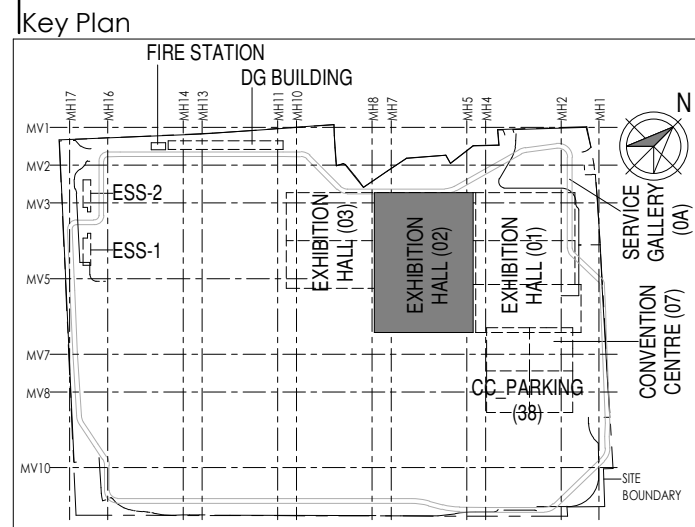 Key Plan
FIRE STATION
DG BUILDING
MH17
MH16
MH14
MH13
MH11
MH10
MH8
MH7
MH5
MH4
MH2
MH1
N
MV1
MV2
MV3
MV5
MV7
MV8
MV10
ESS-2
ESS-1
EXHIBITION
HALL (03)
EXHIBITION
HALL (02)
EXHIBITION
HALL (01)
SERVICE
GALLERY
(0A)
CONVENTION
CENTRE (07)
CC_PARKING
(38)
SITE
BOUNDARY